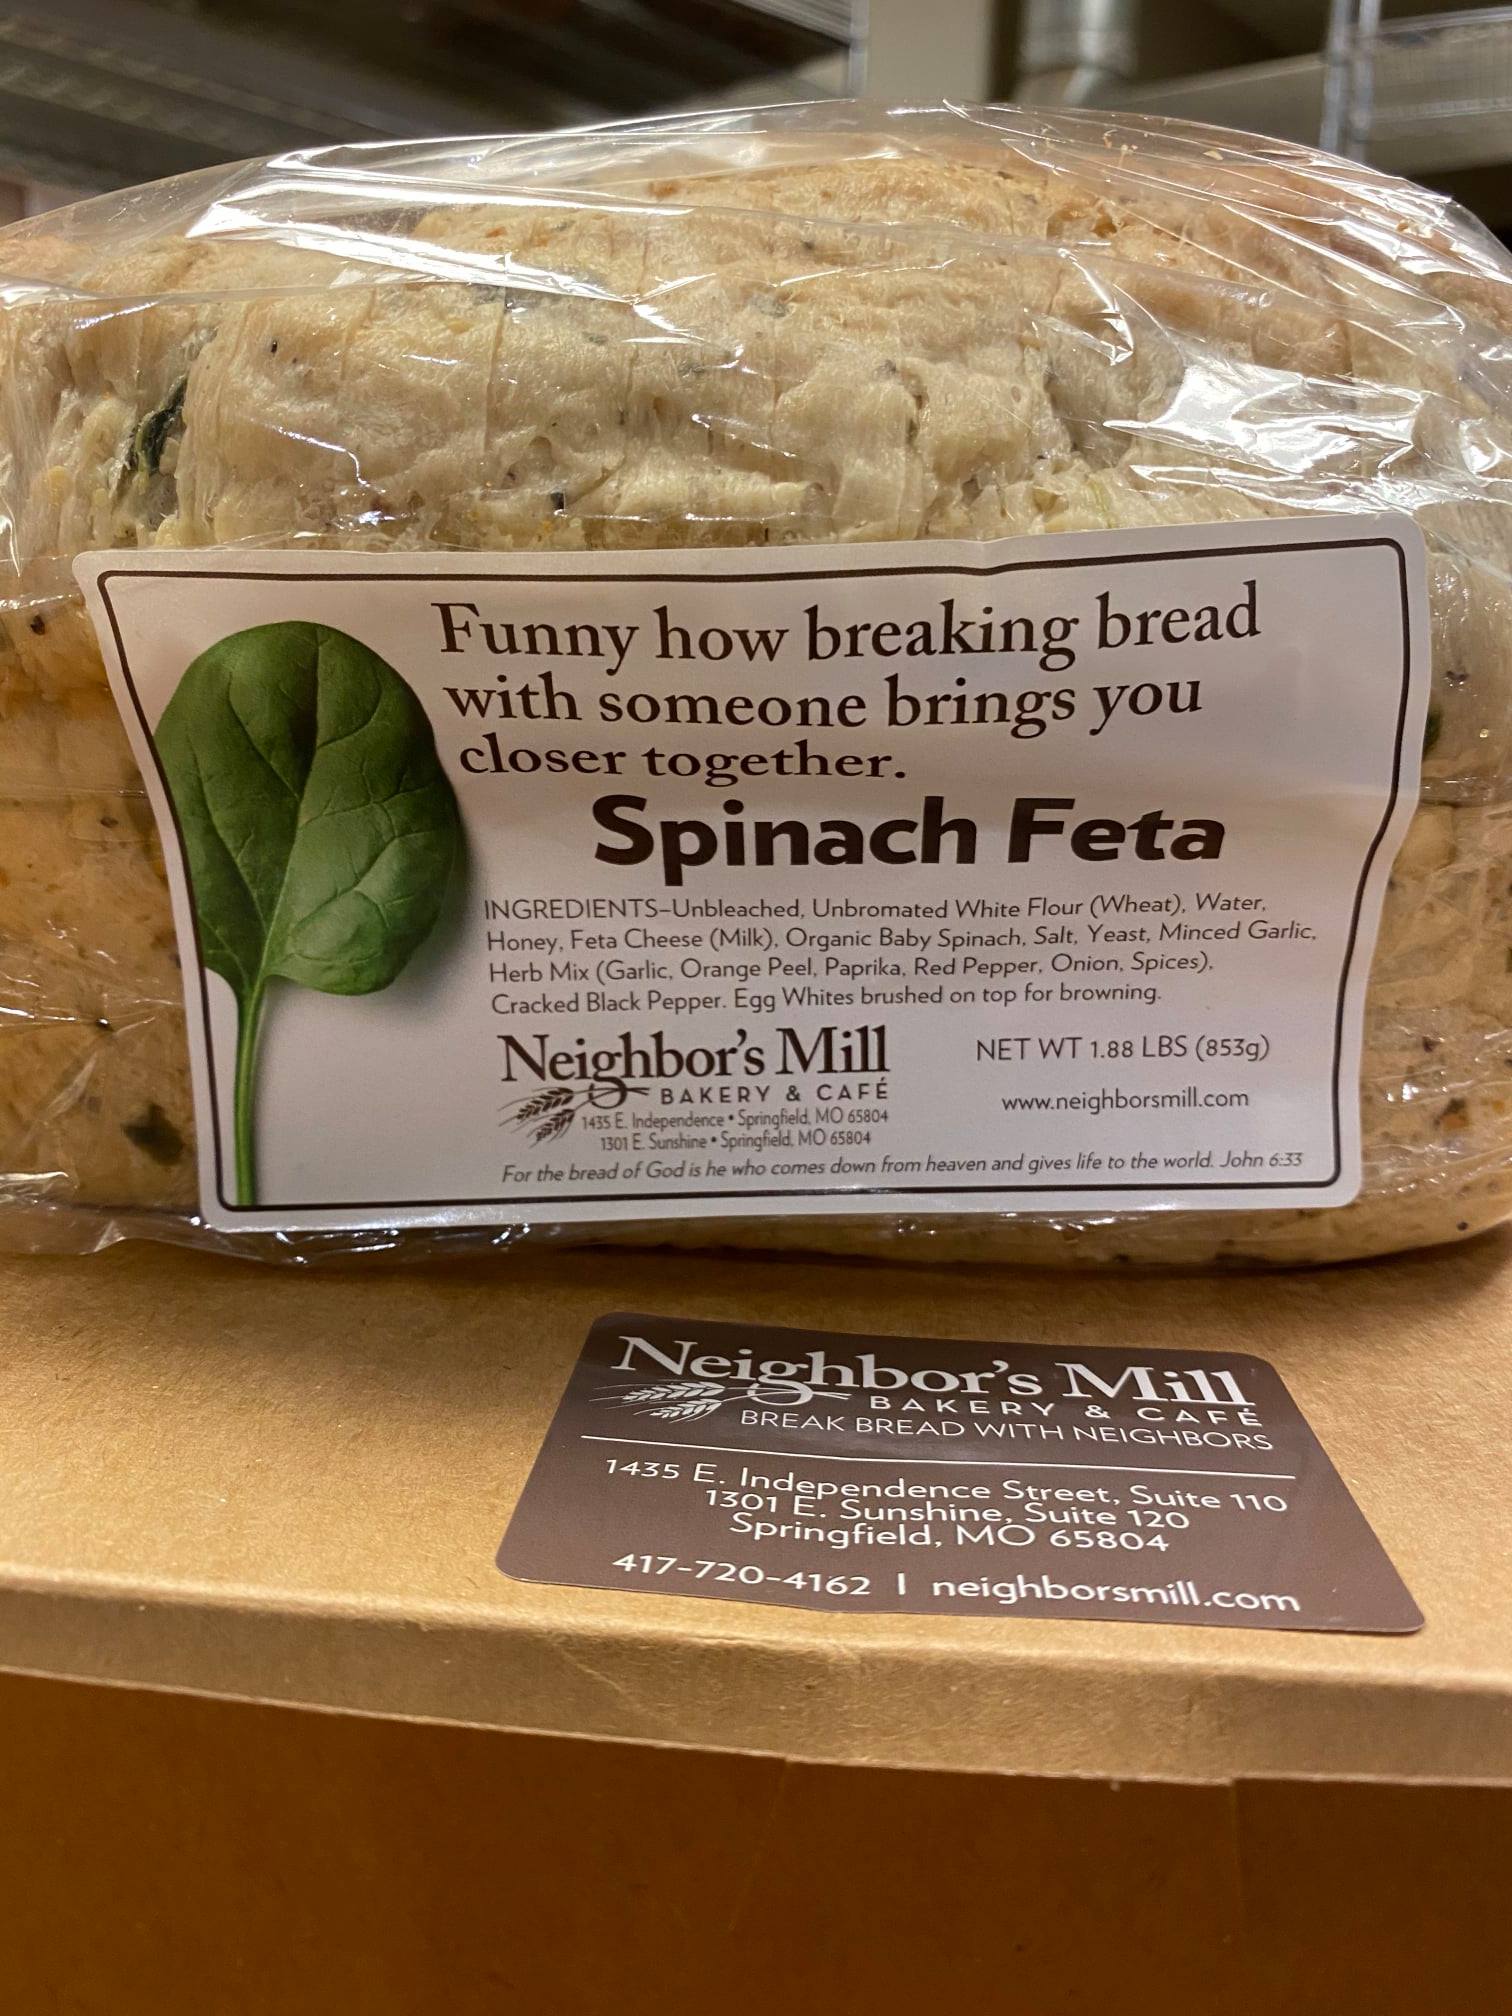 Funny how breaking bread
with someone brings you
closer together.
Spinach Feta
INGREDIENTS–Unbleached, Unbromated White Flour (Wheat), Water,
Honey, Feta Cheese (Milk), Organic Baby Spinach, Salt, Yeast, Minced Garlic,
Herb Mix (Garlic, Orange Peel, Paprika, Red Pepper, Onion, Spices),
Cracked Black Pepper. Egg Whites brushed on top for browning.
Neighbor's Mill
BAKERY & CAFÉ
1435 E. Independence • Springfield, MO 65804
1301 E. Sunshine • Springfield, MO 65804
NET WT 1.88 LBS (853g)
www.neighborsmill.com
For the bread of God is he who comes down from heaven and gives life to the world. John 6:33
Neighbor's Mill
BAKERY & CAFÉ
BREAK BREAD WITH NEIGHBORS
1435 E. Independence Street, Suite 110
1301 E. Sunshine, Suite 120
Springfield, MO 65804
417-720-4162 | neighborsmill.com